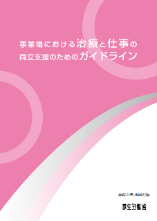 事業場における治療と仕事の
両立支援のためのガイドライン
厚生労働省